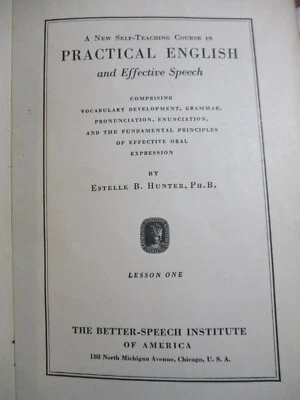 A New Self-Teaching Course in
PRACTICAL ENGLISH
and Effective Speech
COMPRISING
VOCABULARY DEVELOPMENT, GRAMMAR,
PRONUNCIATION, ENUNCIATION,
AND THE FUNDAMENTAL PRINCIPLES
OF EFFECTIVE ORAL
EXPRESSION
BY
Estelle B. Hunter, Ph.B.
LESSON ONE
THE BETTER-SPEECH INSTITUTE
OF AMERICA
180 North Michigan Avenue, Chicago, U. S. A.